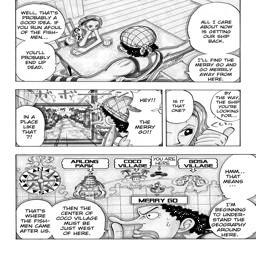 WELL, THAT'S
PROBABLY
A GOOD
IDEA. IF
YOU RUN AFOUL
OF THE FISH-
MEN...
YOU'LL
PROBABLY
END UP
DEAD.
ALL I CARE
ABOUT NOW
IS GETTING
OUR SHIP
BACK.
I'LL FIND THE
MERRY GO AND
GO MERRILY
AWAY FROM
HERE.
IN A
PLACE
LIKE
THAT
?!
HEY!!
THE
MERRY
GO!!
IS IT
THAT
ONE?
BY THE
WAY, THE
SHIP YOU'RE
LOOKING
FOR...
ARLONG
PARK
COCO
VILLAGE
YOU ARE
HERE.
GOSA
VILLAGE
MERRY GO
HMM...
THAT
MEANS
...
THAT'S
WHERE
THE FISH-
MEN CAME
AFTER US.
THEN THE
CENTER OF
COCO VILLAGE
MUST BE
JUST WEST
OF HERE.
I'M
BEGINNING
TO UNDER-
STAND THE
GEOGRAPHY
AROUND
HERE.